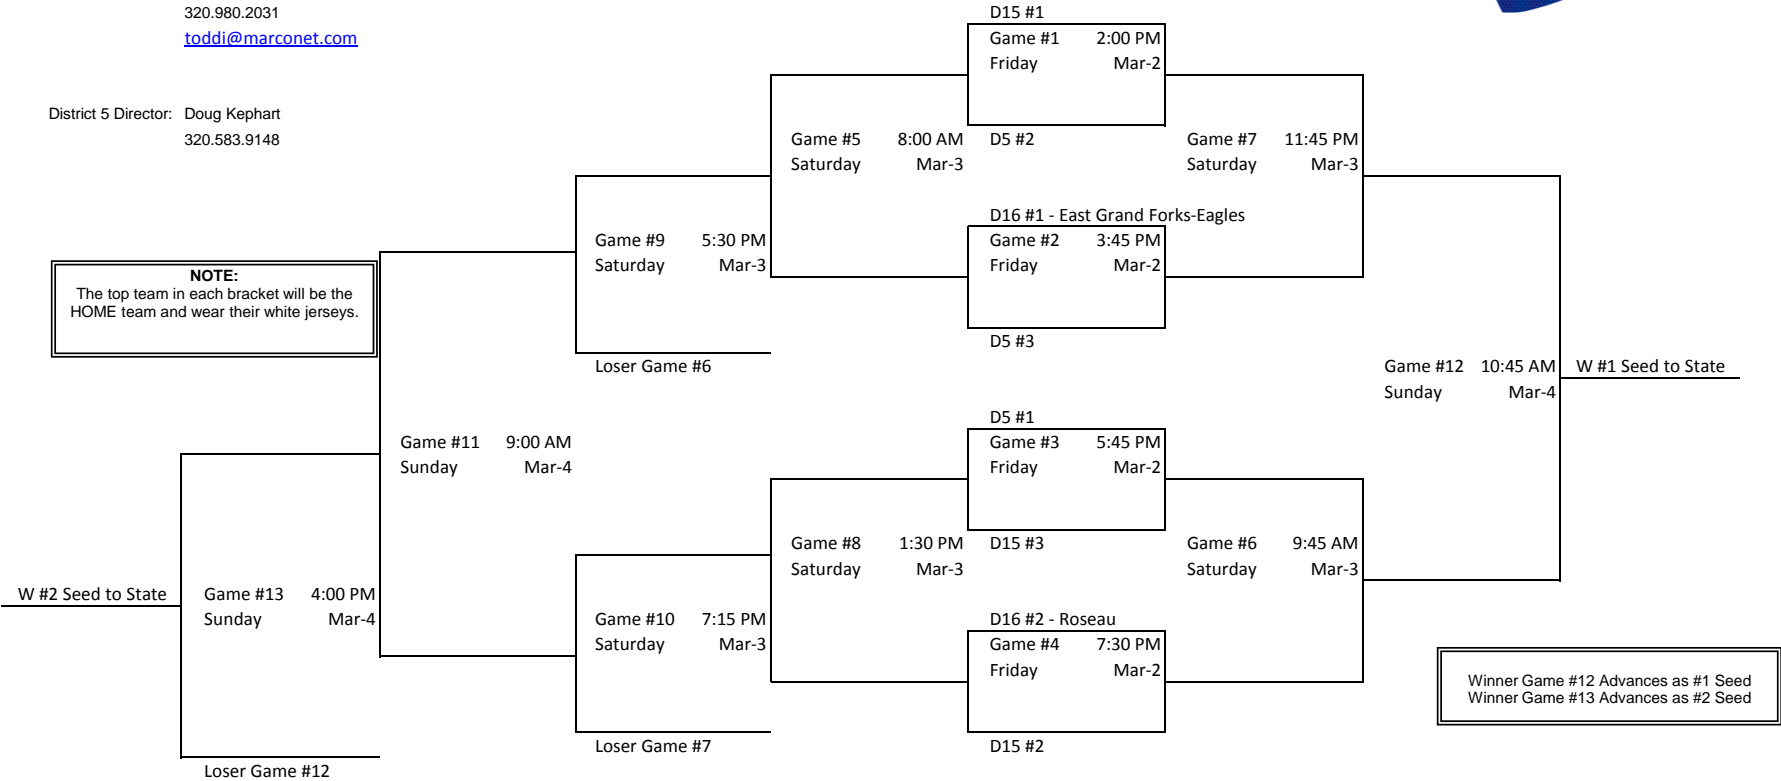 320.980.2031
toddi@marconet.com
District 5 Director: Doug Kephart
320.583.9148
NOTE:
The top team in each bracket will be the
HOME team and wear their white jerseys.
D15 #1
Game #1 2:00 PM
Friday Mar-2
D5 #2
Game #5 8:00 AM
Saturday Mar-3
Game #7 11:45 PM
Saturday Mar-3
D16 #1 - East Grand Forks-Eagles
Game #2 3:45 PM
Friday Mar-2
D5 #3
Game #9 5:30 PM
Saturday Mar-3
Loser Game #6
Game #12 10:45 AM
Sunday Mar-4
W #1 Seed to State
D5 #1
Game #3 5:45 PM
Friday Mar-2
D15 #3
Game #11 9:00 AM
Sunday Mar-4
Game #8 1:30 PM
Saturday Mar-3
Game #6 9:45 AM
Saturday Mar-3
W #2 Seed to State
Game #13 4:00 PM
Sunday Mar-4
Game #10 7:15 PM
Saturday Mar-3
D16 #2 - Roseau
Game #4 7:30 PM
Friday Mar-2
D15 #2
Loser Game #7
Loser Game #12
Winner Game #12 Advances as #1 Seed
Winner Game #13 Advances as #2 Seed